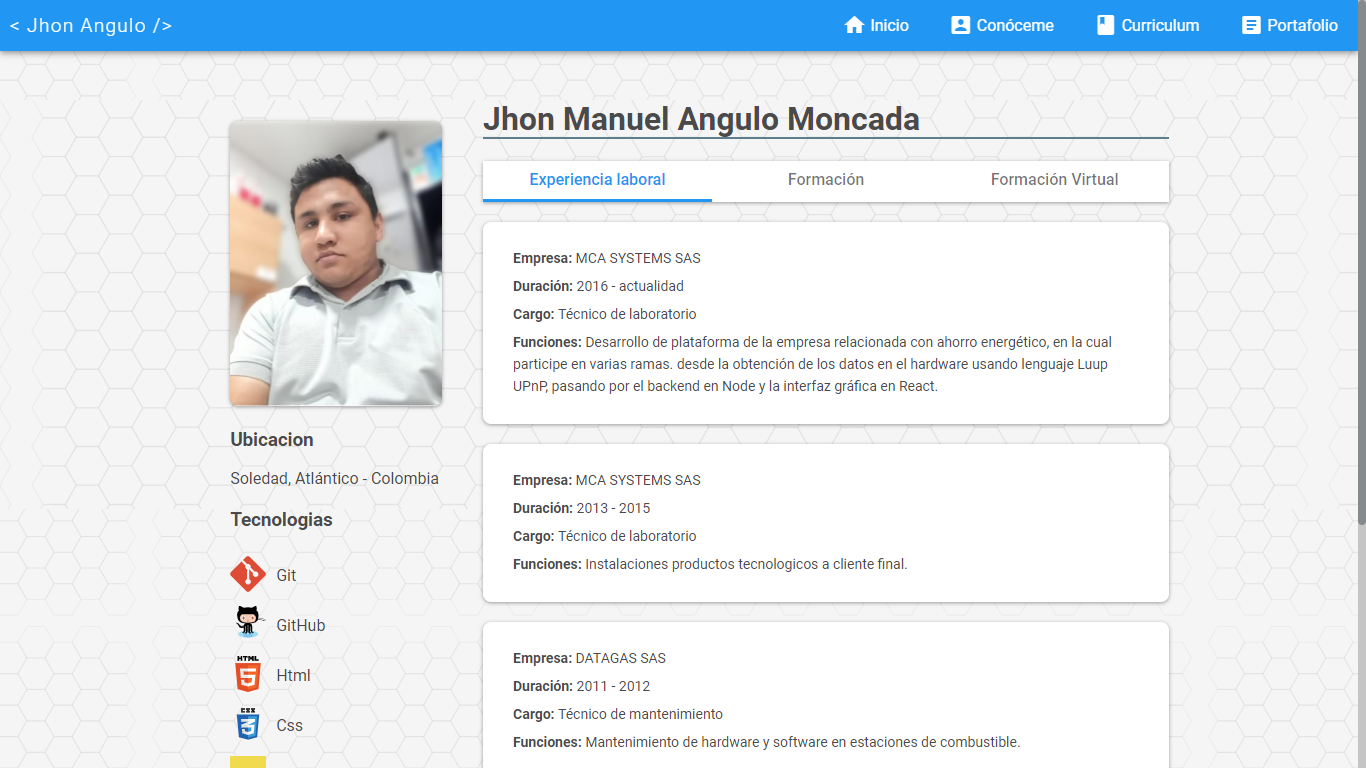 < Jhon Angulo />
Inicio
Conóceme
Curriculum
Portafolio
Jhon Manuel Angulo Moncada
Experiencia laboral
Formación
Formación Virtual
Empresa: MCA SYSTEMS SAS
Duración: 2016 - actualidad
Cargo: Técnico de laboratorio
Funciones: Desarrollo de plataforma de la empresa relacionada con ahorro energético, en la cual
participe en varias ramas. desde la obtención de los datos en el hardware usando lenguaje Luup
UPnP, pasando por el backend en Node y la interfaz gráfica en React.
Empresa: MCA SYSTEMS SAS
Duración: 2013 - 2015
Cargo: Técnico de laboratorio
Funciones: Instalaciones productos tecnologicos a cliente final.
Empresa: DATAGAS SAS
Duración: 2011 - 2012
Cargo: Técnico de mantenimiento
Funciones: Mantenimiento de hardware y software en estaciones de combustible.
Ubicacion
Soledad, Atlántico - Colombia
Tecnologias
Git
GitHub
HTML
5
Html
CSS
3
Css